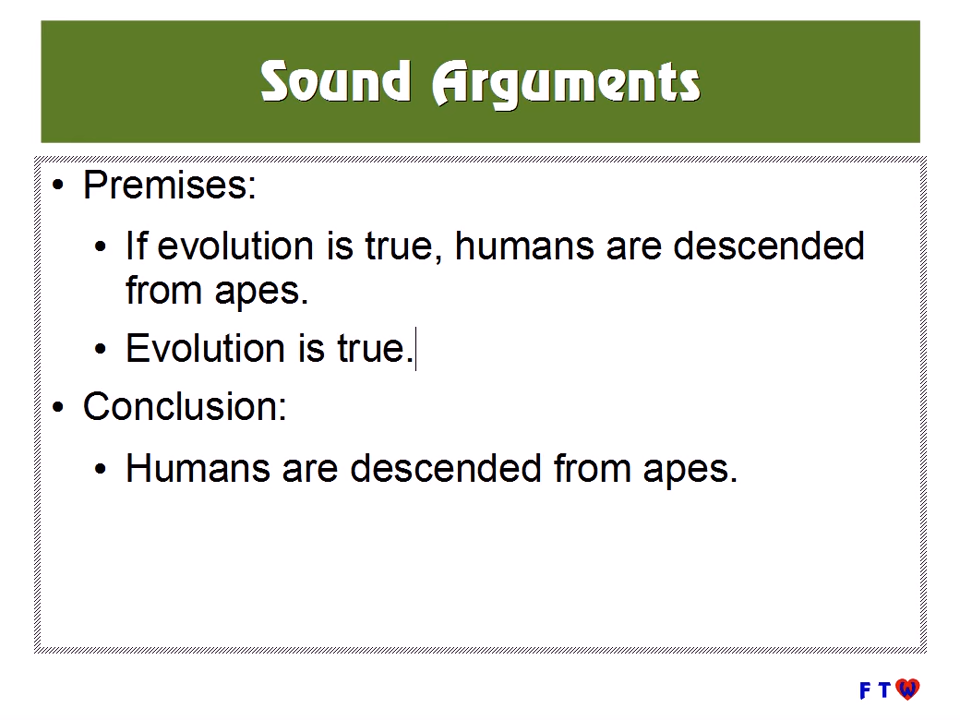 Sound Arguments
• Premises:
• If evolution is true, humans are descended
from apes.
• Evolution is true.
• Conclusion:
• Humans are descended from apes.
F T W